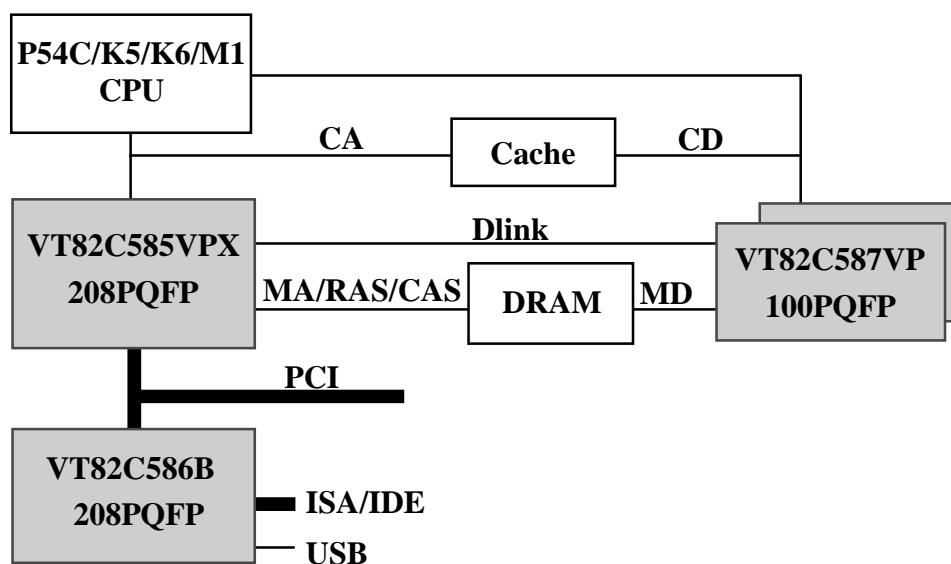 P54C/K5/K6/M1
CPU
CA
Cache
CD
VT82C585VPX
208PQFP
Dlink
MA/RAS/CAS
DRAM
MD
VT82C587VP
100PQFP
PCI
VT82C586B
208PQFP
ISA/IDE
USB